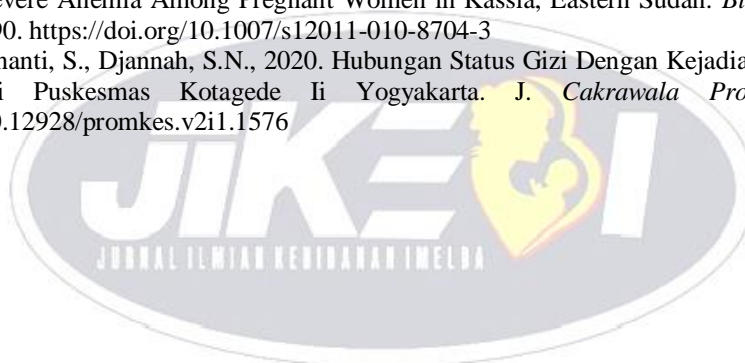 evere Anemia Among Pregnant Women in Kassla, Eastern Sudan.
90. https://doi.org/10.1007/s12011-010-8704-3
nanti, S., Djannah, S.N., 2020. Hubungan Status Gizi Dengan Kejadia
i Puskesmas Kotagede Ii Yogyakarta. J. Cakrawala Pro
0.12928/promkes.v2i1.1576
JIKEBI
JURNAL ILMIAH KEBIDANAN IMELDA